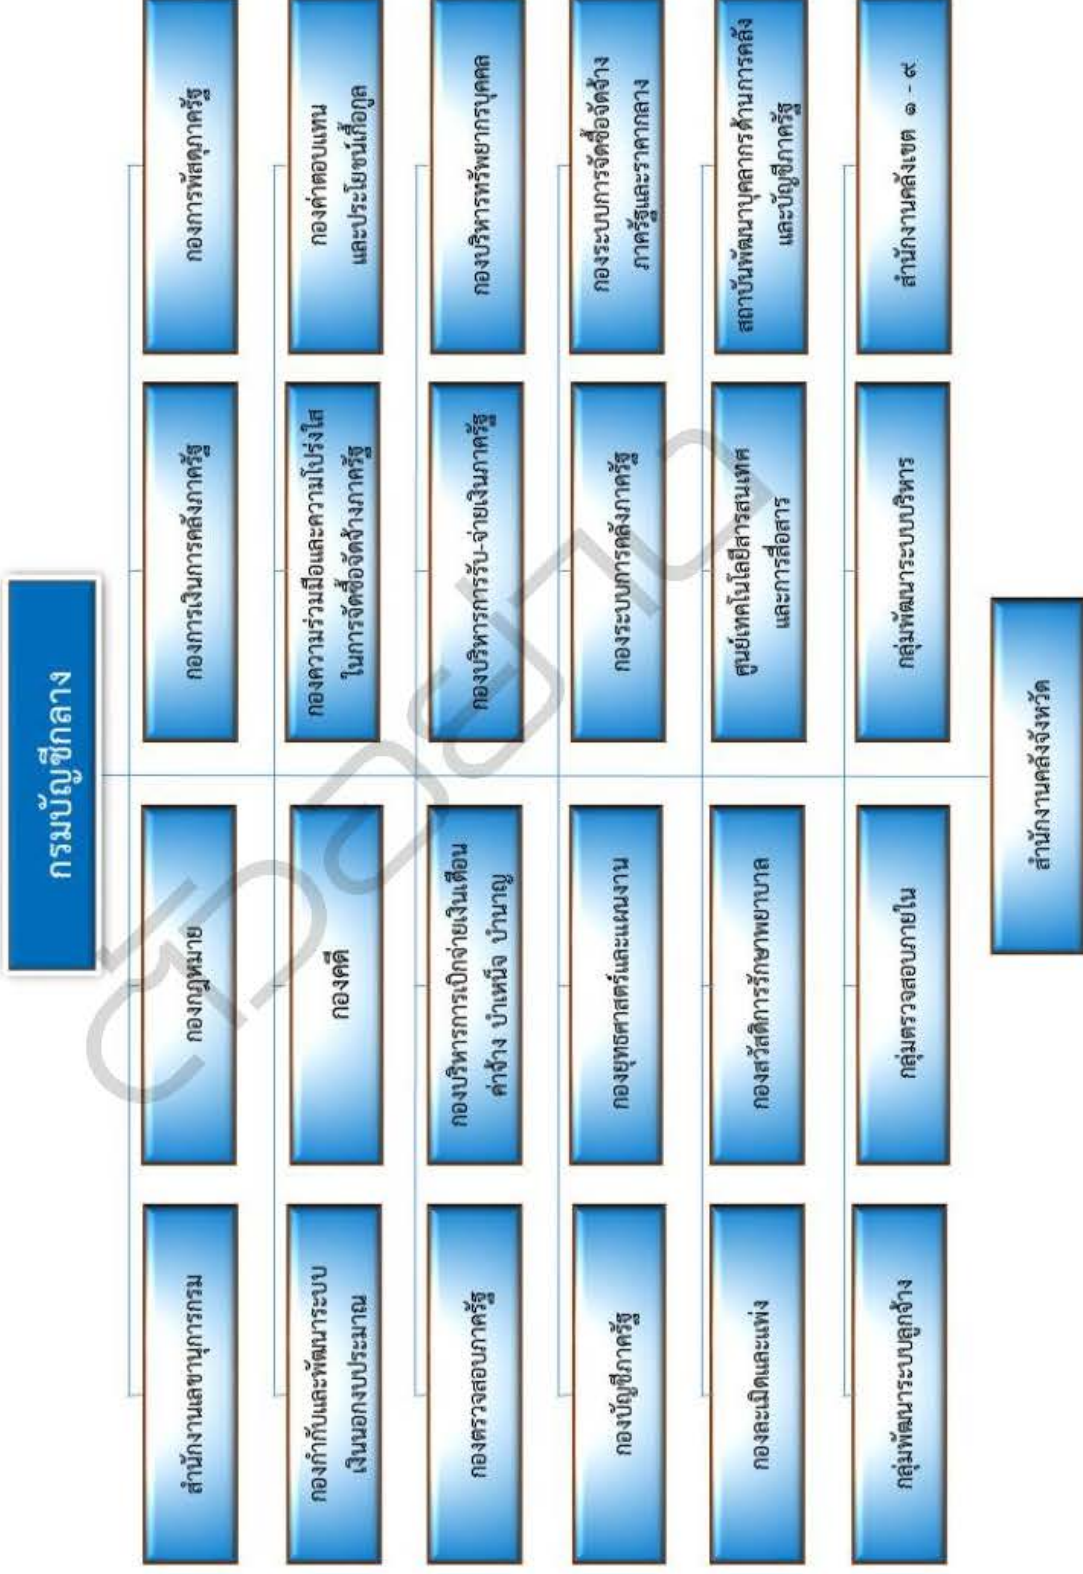 กรมบัญชีกลาง
สำนักงานเลขานุการกรม
กองกฎหมาย
กองการเงินการคลังภาครัฐ
กองการพัสดุภาครัฐ
กองกำกับและพัฒนาระบบ
เงินนอกงบประมาณ
กองคดี
กองความร่วมมือและความโปร่งใส
ในการจัดซื้อจัดจ้างภาครัฐ
กองค่าตอบแทน
และประโยชน์เกื้อกูล
กองตรวจสอบภาครัฐ
กองบริหารการเบิกจ่ายเงินเดือน
ค่าจ้าง บำเหน็จ บำนาญ
กองบริหารการรับ-จ่ายเงินภาครัฐ
กองบริหารทรัพยากรบุคคล
กองบัญชีภาครัฐ
กองยุทธศาสตร์และแผนงาน
กองระบบการคลังภาครัฐ
กองระบบการจัดซื้อจัดจ้าง
ภาครัฐและราคากลาง
กองละเมิดและแพ่ง
กองสวัสดิการรักษาพยาบาล
ศูนย์เทคโนโลยีสารสนเทศ
และการสื่อสาร
สถาบันพัฒนาบุคลากรด้านการคลัง
และบัญชีภาครัฐ
กลุ่มพัฒนาระบบลูกจ้าง
กลุ่มตรวจสอบภายใน
กลุ่มพัฒนาระบบบริหาร
สำนักงานคลังเขต ๑ - ๙
สำนักงานคลังจังหวัด
ตัวอย่าง